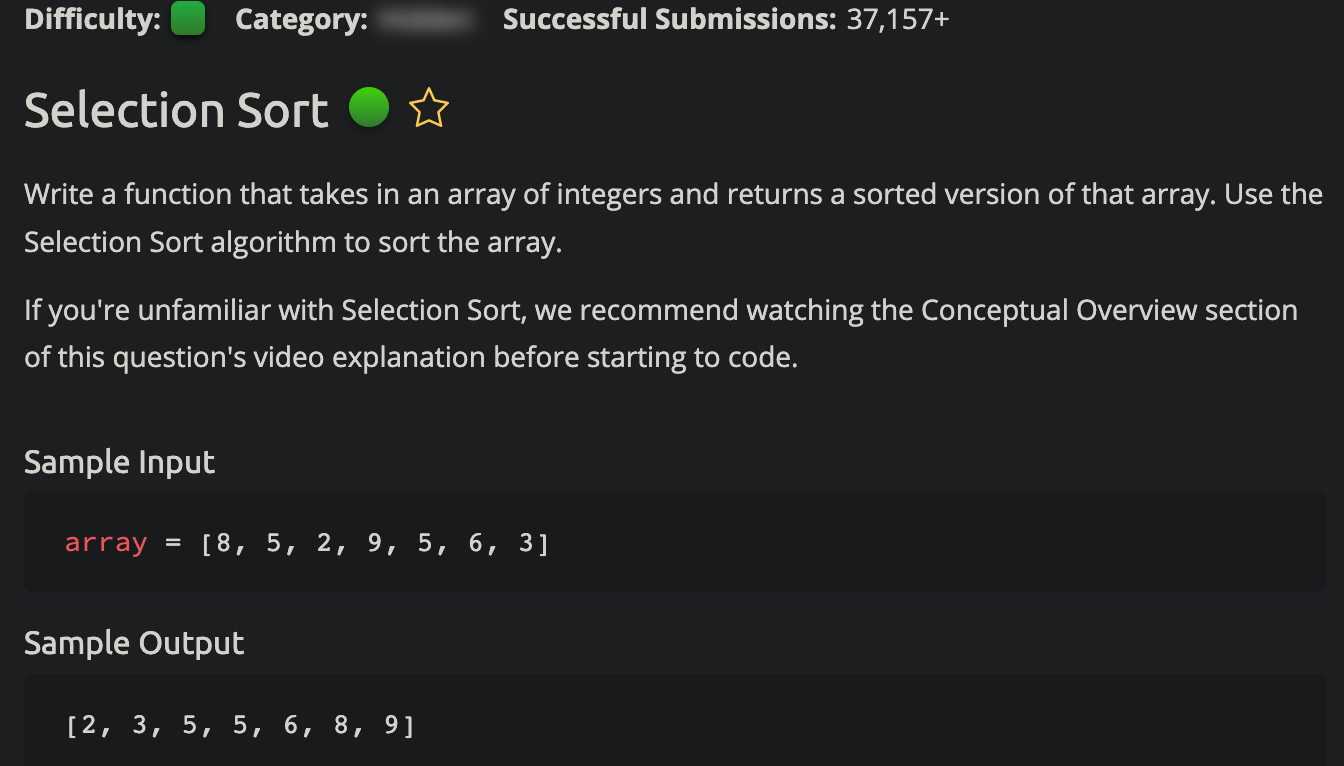 Difficulty: Category: Successful Submissions: 37,157+
Selection Sort
Write a function that takes in an array of integers and returns a sorted version of that array. Use the
Selection Sort algorithm to sort the array.
If you're unfamiliar with Selection Sort, we recommend watching the Conceptual Overview section
of this question's video explanation before starting to code.
Sample Input
array = [8, 5, 2, 9, 5, 6, 3]
Sample Output
[2, 3, 5, 5, 6, 8, 9]